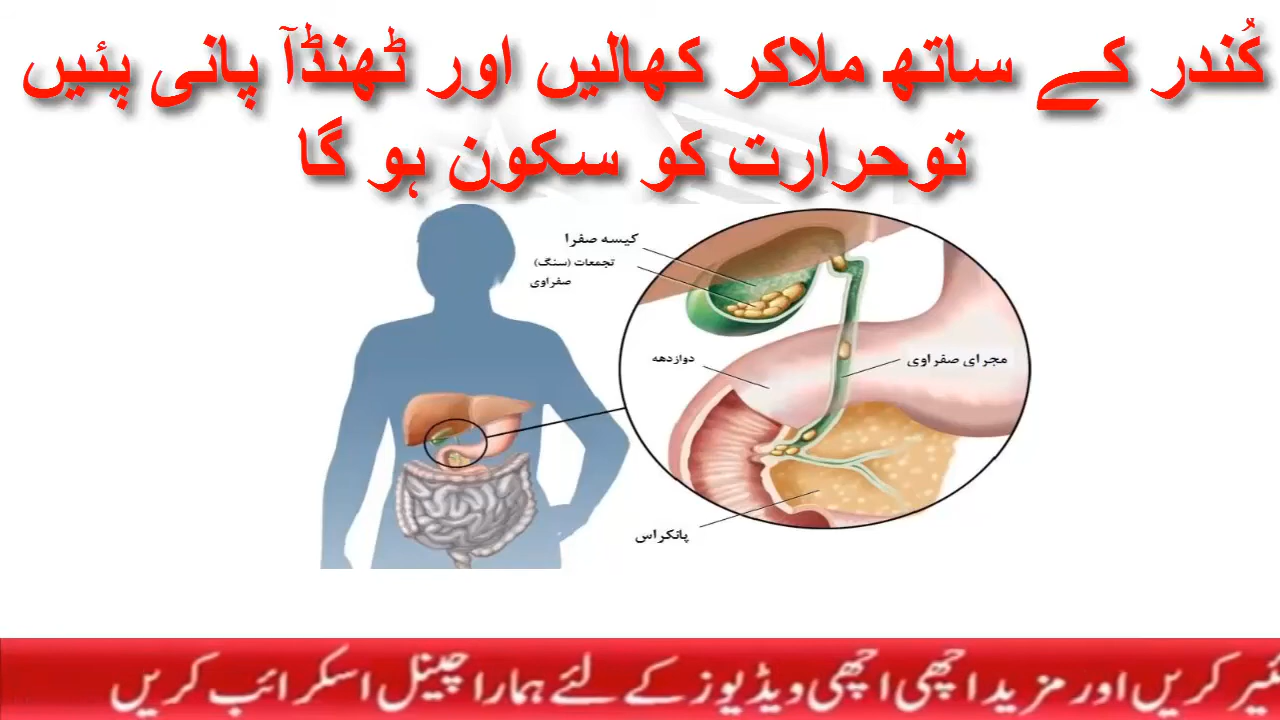 کُندر کے ساتھ ملاکر کھالیں اور ٹھنڈآ پانی پئیں
توحرارت کو سکون ہو گا
کیسه صفرا
تجمعات (سنگ)
صفراوی
دوازدهه
مجرای صفراوی
پانکراس
کریں اور مزید اچھی اچھی ویڈیوز کے لئے ہمارا چینل اسکرائب کریں